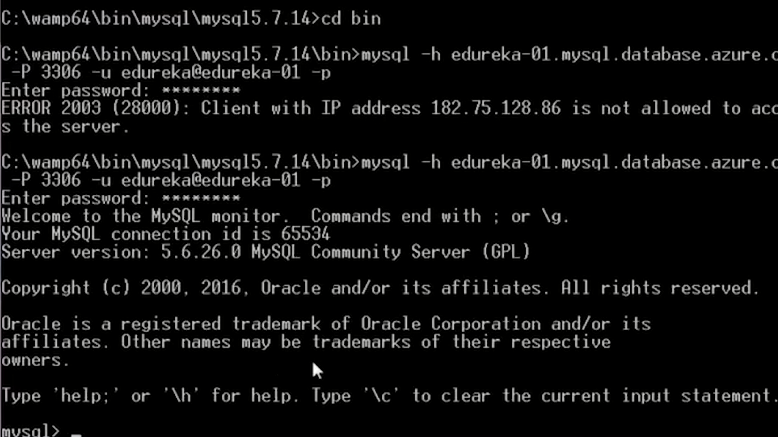 C:\wamp64\bin\mysql\mysql5.7.14>cd bin
C:\wamp64\bin\mysql\mysql5.7.14\bin>mysql -h edureka-01.mysql.database.azure.c
-P 3306 -u edureka@edureka-01 -p
Enter password: ********
ERROR 2003 (28000): Client with IP address 182.75.128.86 is not allowed to acc
s the server.
C:\wamp64\bin\mysql\mysql5.7.14\bin>mysql -h edureka-01.mysql.database.azure.c
-P 3306 -u edureka@edureka-01 -p
Enter password: ********
Welcome to the MySQL monitor.  Commands end with ; or \g.
Your MySQL connection id is 65534
Server version: 5.6.26.0 MySQL Community Server (GPL)
Copyright (c) 2000, 2016, Oracle and/or its affiliates. All rights reserved.
Oracle is a registered trademark of Oracle Corporation and/or its
affiliates. Other names may be trademarks of their respective
owners.
Type 'help;' or '\h' for help. Type '\c' to clear the current input statement.
mysql> _